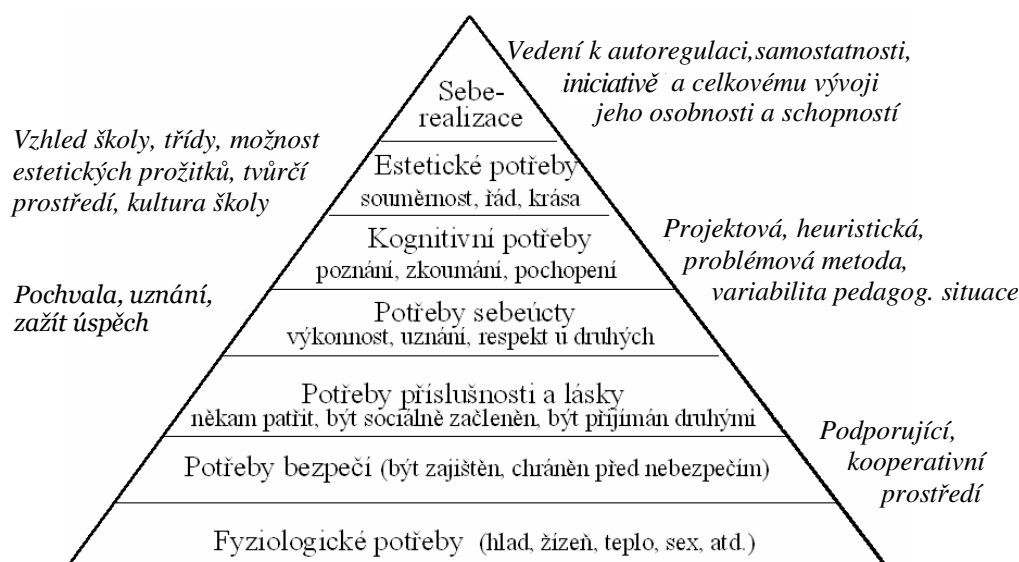 Vedení k autoregulaci,samostatnosti,
iniciativě a celkovému vývoji
jeho osobnosti a schopností
Sebe-
realizace
Vzhled školy, třídy, možnost
estetických prožitků, tvůrčí
prostředí, kultura školy
Estetické potřeby
souměrnost, řád, krása
Kognitivní potřeby
poznání, zkoumání, pochopení
Projektová, heuristická,
problémová metoda,
variabilita pedagog. situace
Pochvala, uznání,
zažít úspěch
Potřeby sebeúcty
výkonnost, uznání, respekt u druhých
Potřeby příslušnosti a lásky
někam patřit, být sociálně začleněn, být přijímán druhými
Podporující,
kooperativní
prostředí
Potřeby bezpečí (být zajištěn, chráněn před nebezpečím)
Fyziologické potřeby (hlad, žízeň, teplo, sex, atd.)